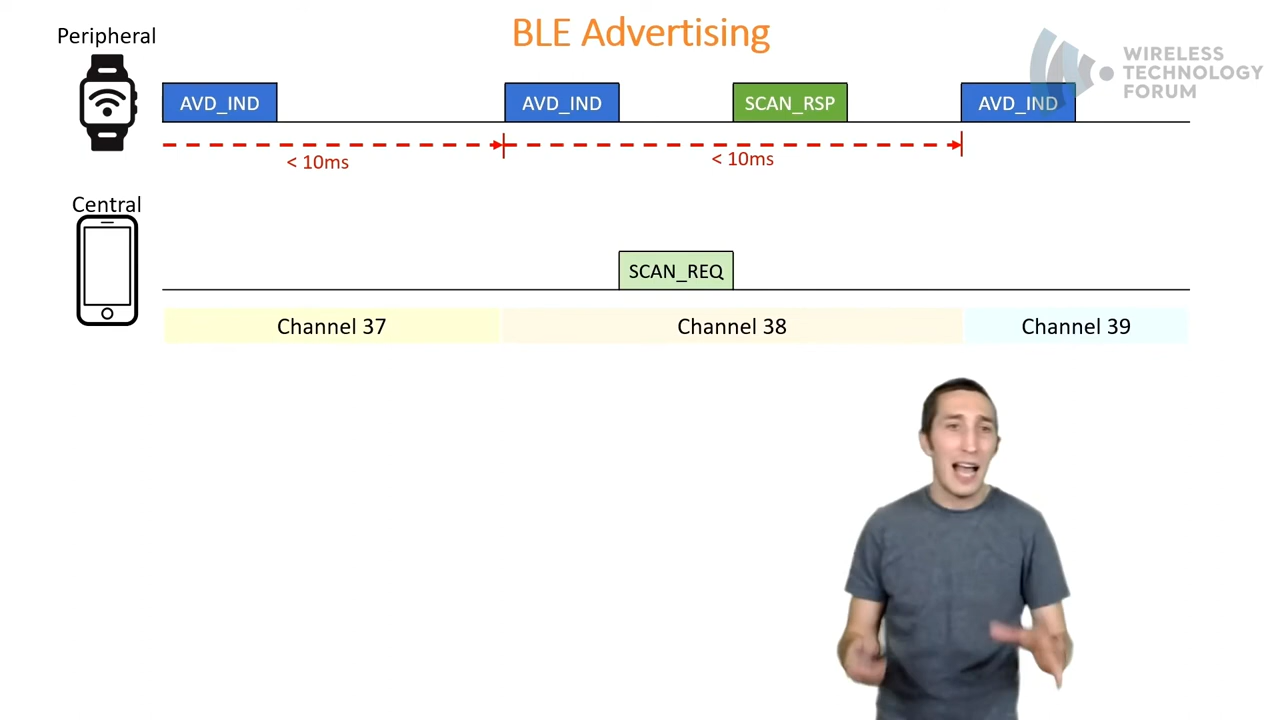 BLE Advertising
WIRELESS
TECHNOLOGY
FORUM
Peripheral
AVD_IND
AVD_IND
SCAN_RSP
AVD_IND
< 10ms
< 10ms
Central
SCAN_REQ
Channel 37
Channel 38
Channel 39